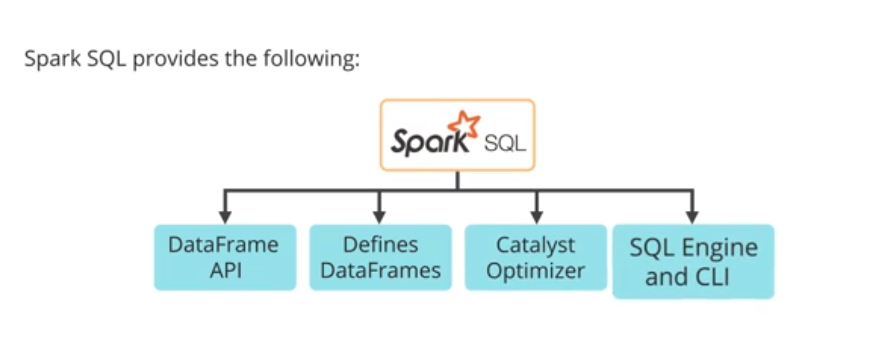 Spark SQL provides the following:
Spark SQL
DataFrame
API
Defines
DataFrames
Catalyst
Optimizer
SQL Engine
and CLI